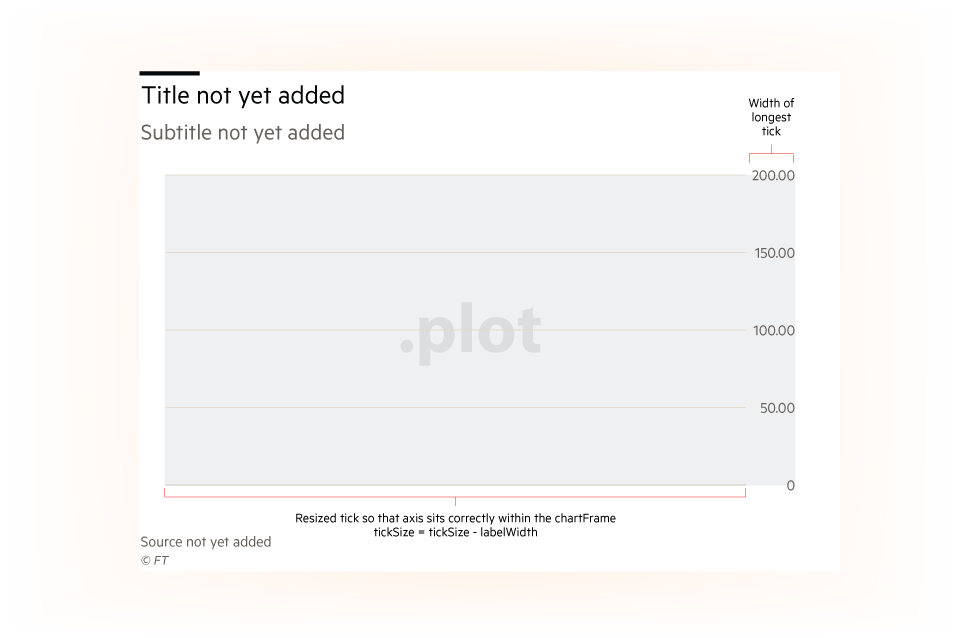 Title not yet added
Subtitle not yet added
Width of
longest
tick
200.00
150.00
.plot
100.00
50.00
0
Resized tick so that axis sits correctly within the chartFrame
tickSize = tickSize - labelWidth
Source not yet added
© FT